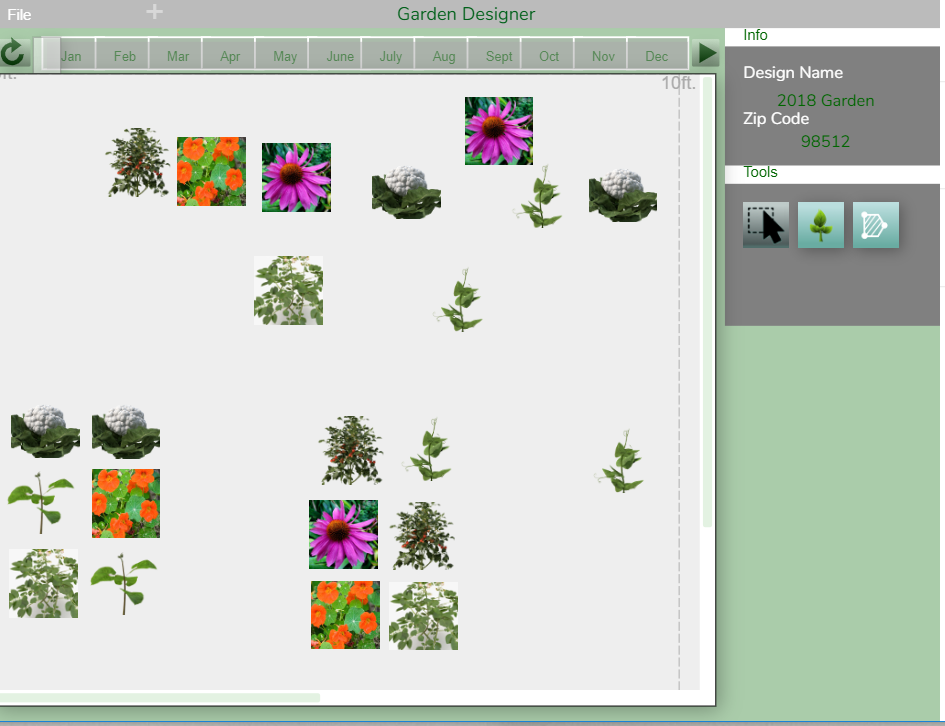 File
Garden Designer
Info
Jan Feb Mar Apr May June July Aug Sept Oct Nov Dec
ft.
10ft.
Design Name
2018 Garden
Zip Code
98512
Tools